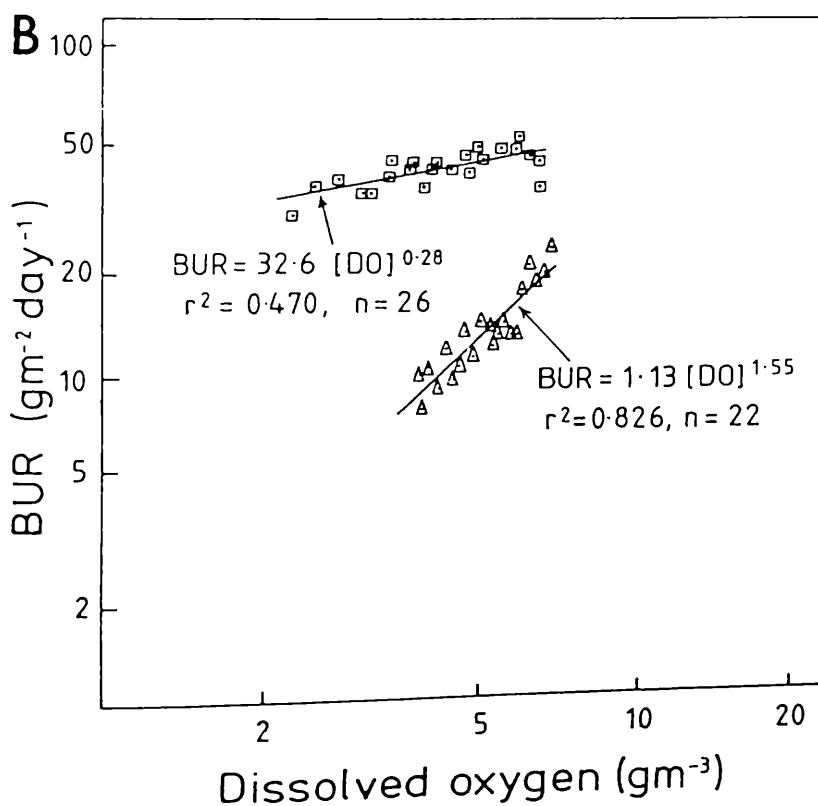 B
100
50
20
10
5
2
BUR (gm⁻² day⁻¹)
BUR = 32·6 [DO]^0·28
r² = 0·470, n = 26
BUR = 1·13 [DO]^1·55
r²=0·826, n = 22
2 5 10 20
Dissolved oxygen (gm⁻³)